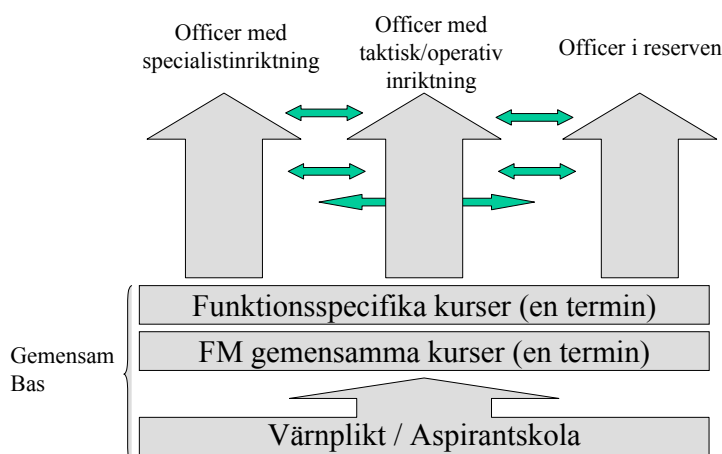 Officer med
specialistinriktning
Officer med
taktisk/operativ
inriktning
Officer i reserven
Funktionsspecifika kurser (en termin)
FM gemensamma kurser (en termin)
Gemensam
Bas
Värnplikt / Aspirantskola